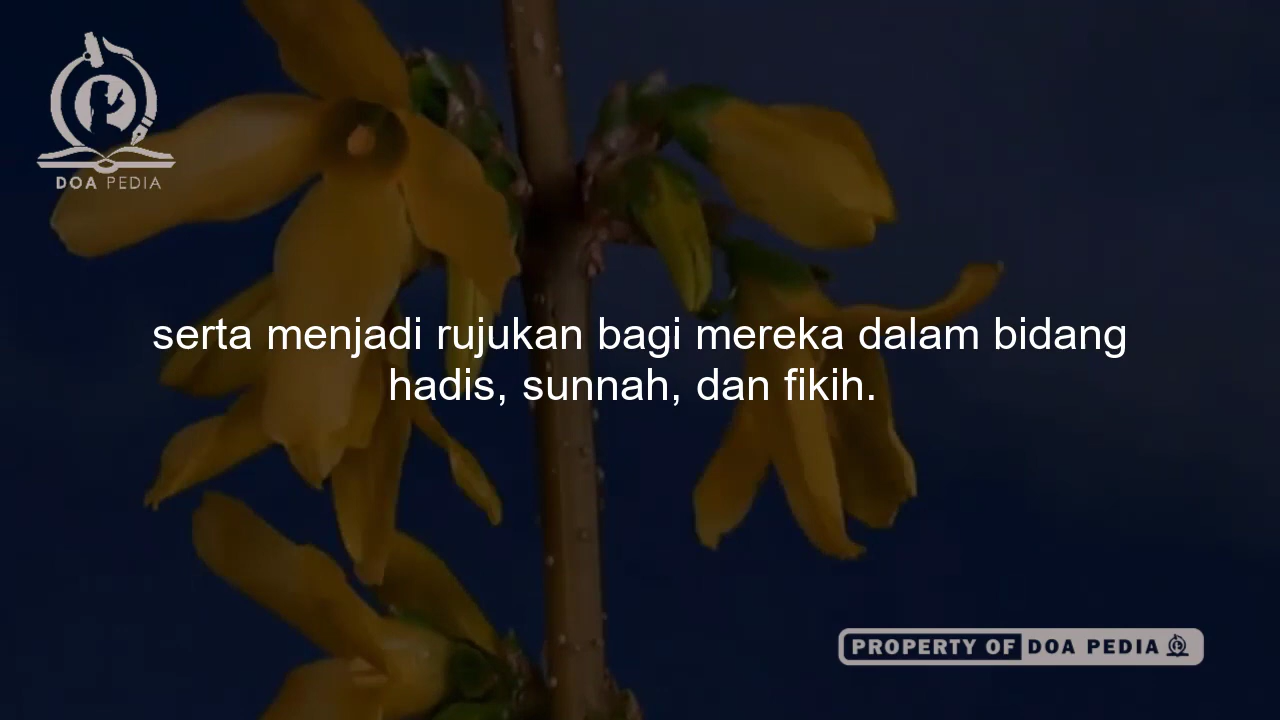 DOA PEDIA
serta menjadi rujukan bagi mereka dalam bidang
hadis, sunnah, dan fikih.
PROPERTY OF DOA PEDIA